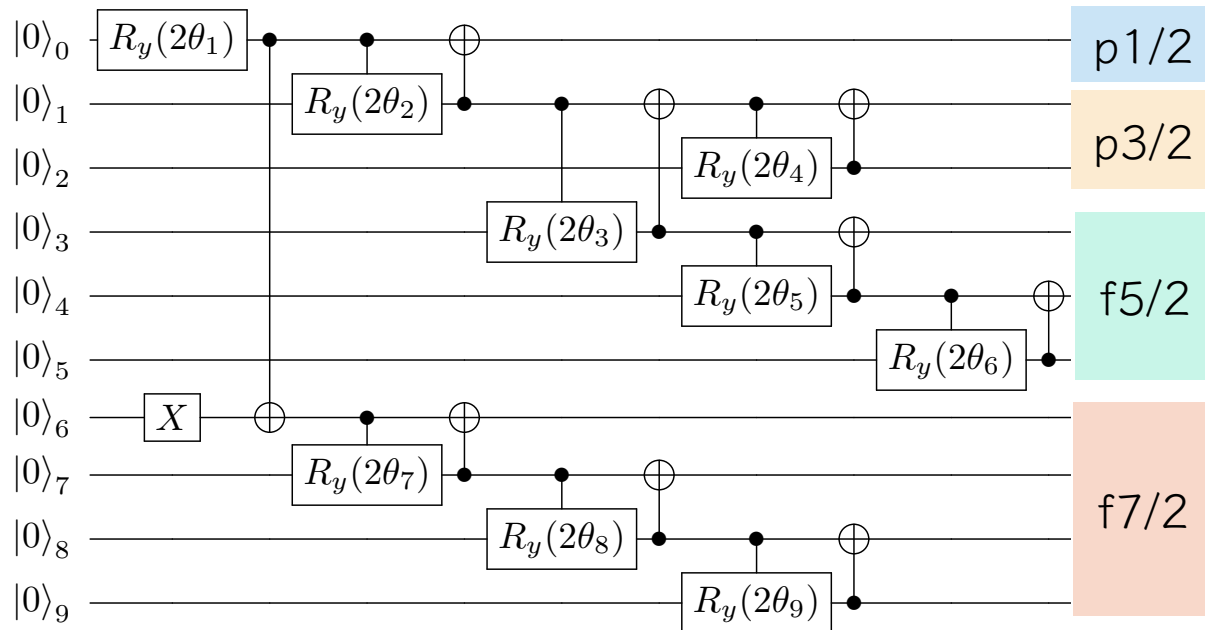 |0⟩₀ R_y(2θ₁) p1/2
|0⟩₁ R_y(2θ₂)
p3/2
|0⟩₂ R_y(2θ₄)
|0⟩₃ R_y(2θ₃)
|0⟩₄ R_y(2θ₅) f5/2
|0⟩₅ R_y(2θ₆)
|0⟩₆ X
|0⟩₇ R_y(2θ₇)
f7/2
|0⟩₈ R_y(2θ₈)
|0⟩₉ R_y(2θ₉)